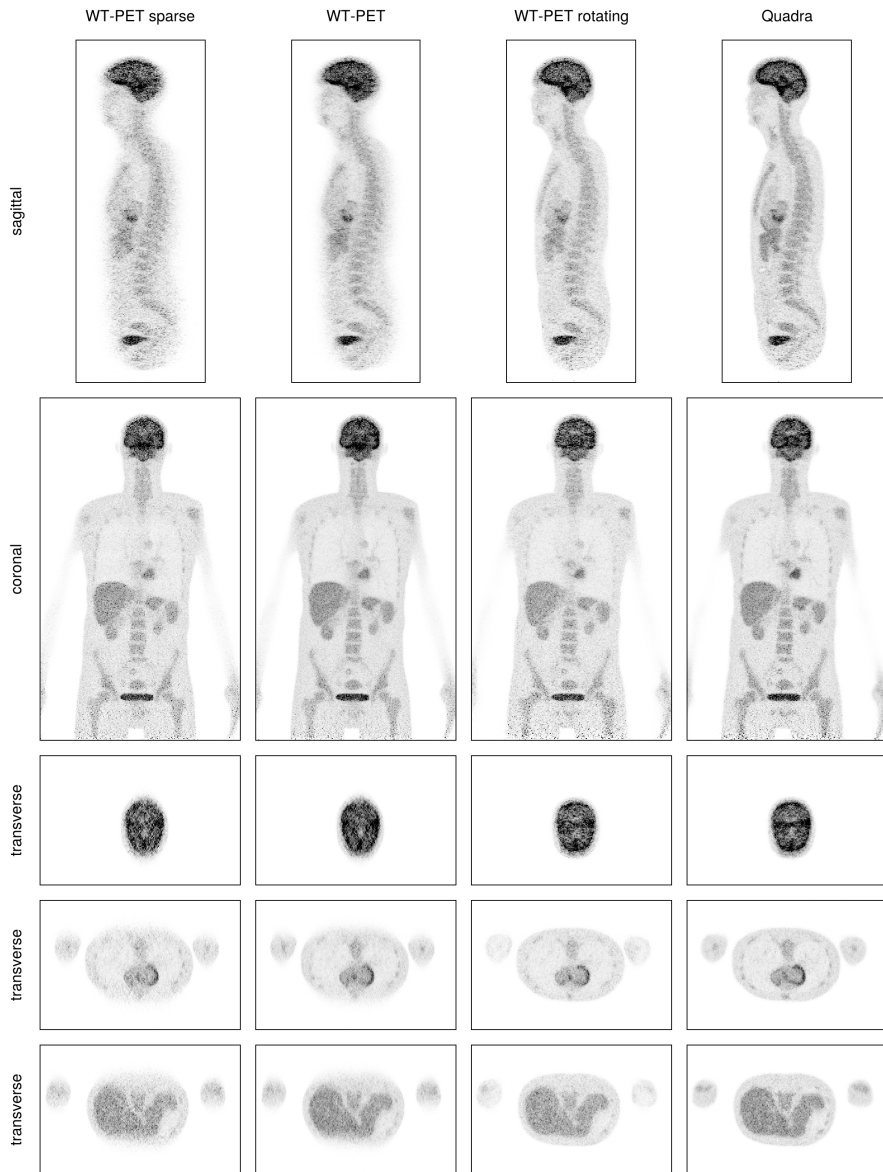 WT-PET sparse
WT-PET
WT-PET rotating
Quadra
sagittal
coronal
transverse
transverse
transverse